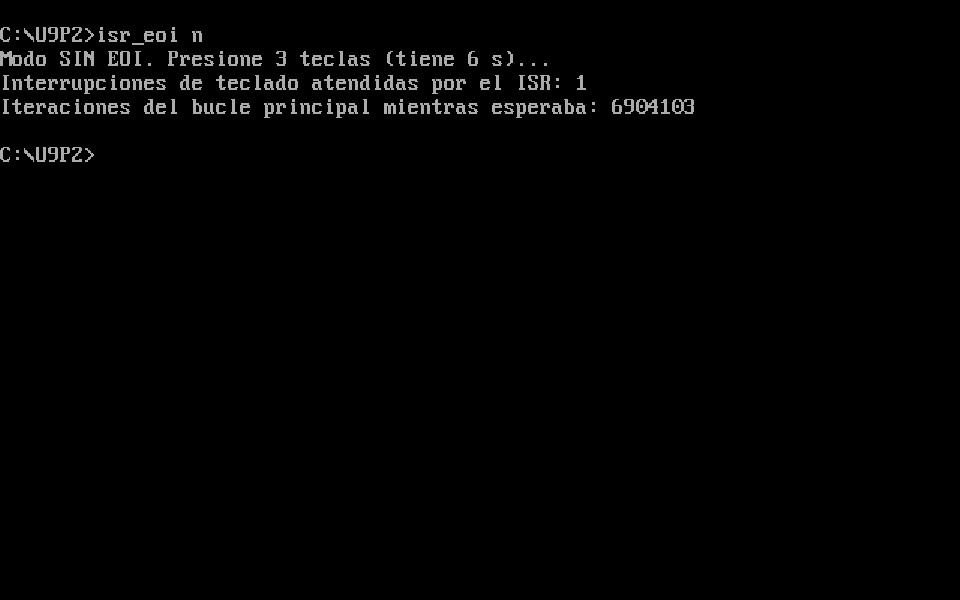 C:\U9P2>isr_eoi n
Modo SIN EOI. Presione 3 teclas (tiene 6 s)...
Interrupciones de teclado atendidas por el ISR: 1
Iteraciones del bucle principal mientras esperaba: 6904103
C:\U9P2>